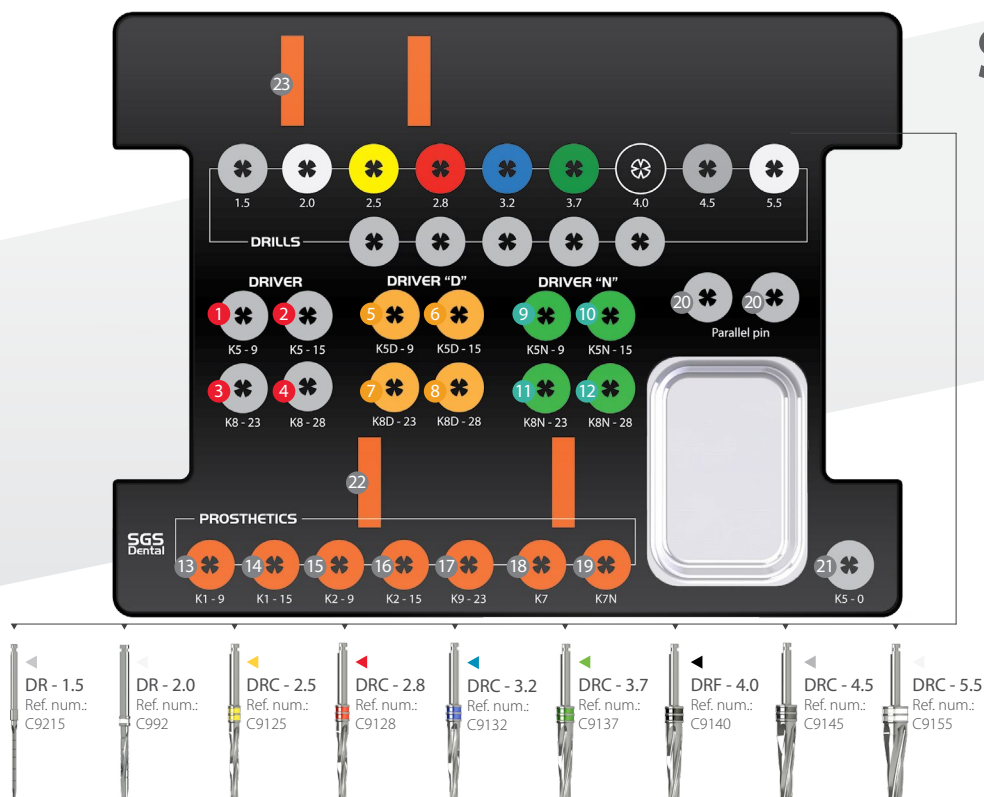 S
23
1.5 2.0 2.5 2.8 3.2 3.7 4.0 4.5 5.5
DRILLS
DRIVER DRIVER “D” DRIVER “N”
1 2 5 6 9 10 20 20
Parallel pin
K5 - 9 K5 - 15 K5D - 9 K5D - 15 K5N - 9 K5N - 15
3 4 7 8 11 12
K8 - 23 K8 - 28 K8D - 23 K8D - 28 K8N - 23 K8N - 28
22
PROSTHETICS
SGS
Dental
13 14 15 16 17 18 19 21
K1 - 9 K1 - 15 K2 - 9 K2 - 15 K9 - 23 K7 K7N K5 - 0
DR - 1.5
Ref. num.:
C9215
DR - 2.0
Ref. num.:
C992
DRC - 2.5
Ref. num.:
C9125
DRC - 2.8
Ref. num.:
C9128
DRC - 3.2
Ref. num.:
C9132
DRC - 3.7
Ref. num.:
C9137
DRF - 4.0
Ref. num.:
C9140
DRC - 4.5
Ref. num.:
C9145
DRC - 5.5
Ref. num.:
C9155